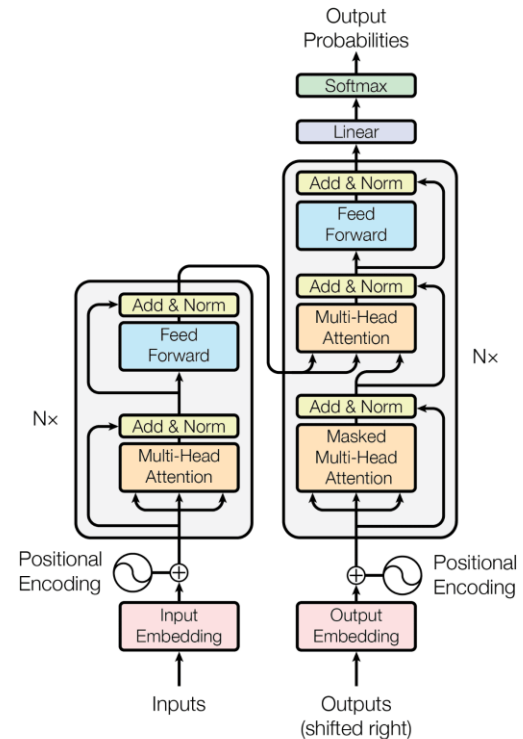 Output
Probabilities
Softmax
Linear
Add & Norm
Feed
Forward
Add & Norm
Multi-Head
Attention
Add & Norm
Masked
Multi-Head
Attention
N×
Positional
Encoding
Output
Embedding
Outputs
(shifted right)
Add & Norm
Feed
Forward
Add & Norm
Multi-Head
Attention
N×
Positional
Encoding
Input
Embedding
Inputs